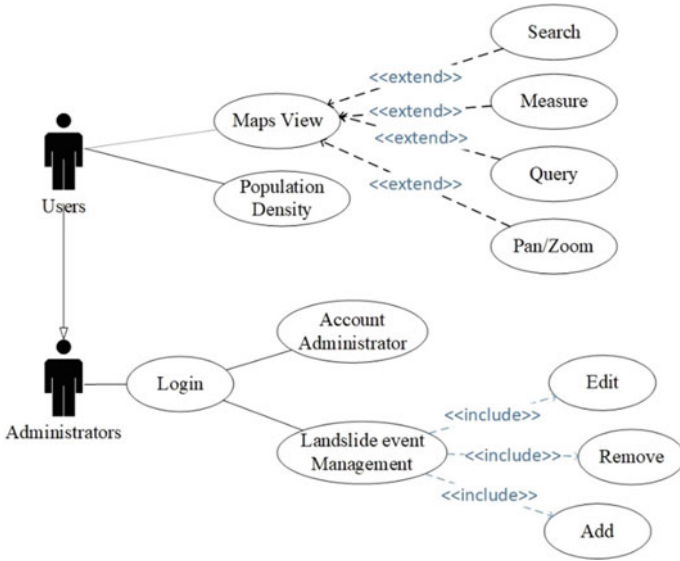 Search
<<extend>>
Measure
Maps View
<<extend>>
<<extend>>
Query
Population
Density
<<extend>>
Users
Pan/Zoom
Account
Administrator
Login
Edit
Administrators
<<include>>
Landslide event
Management
<<include>>
Remove
<<include>>
Add